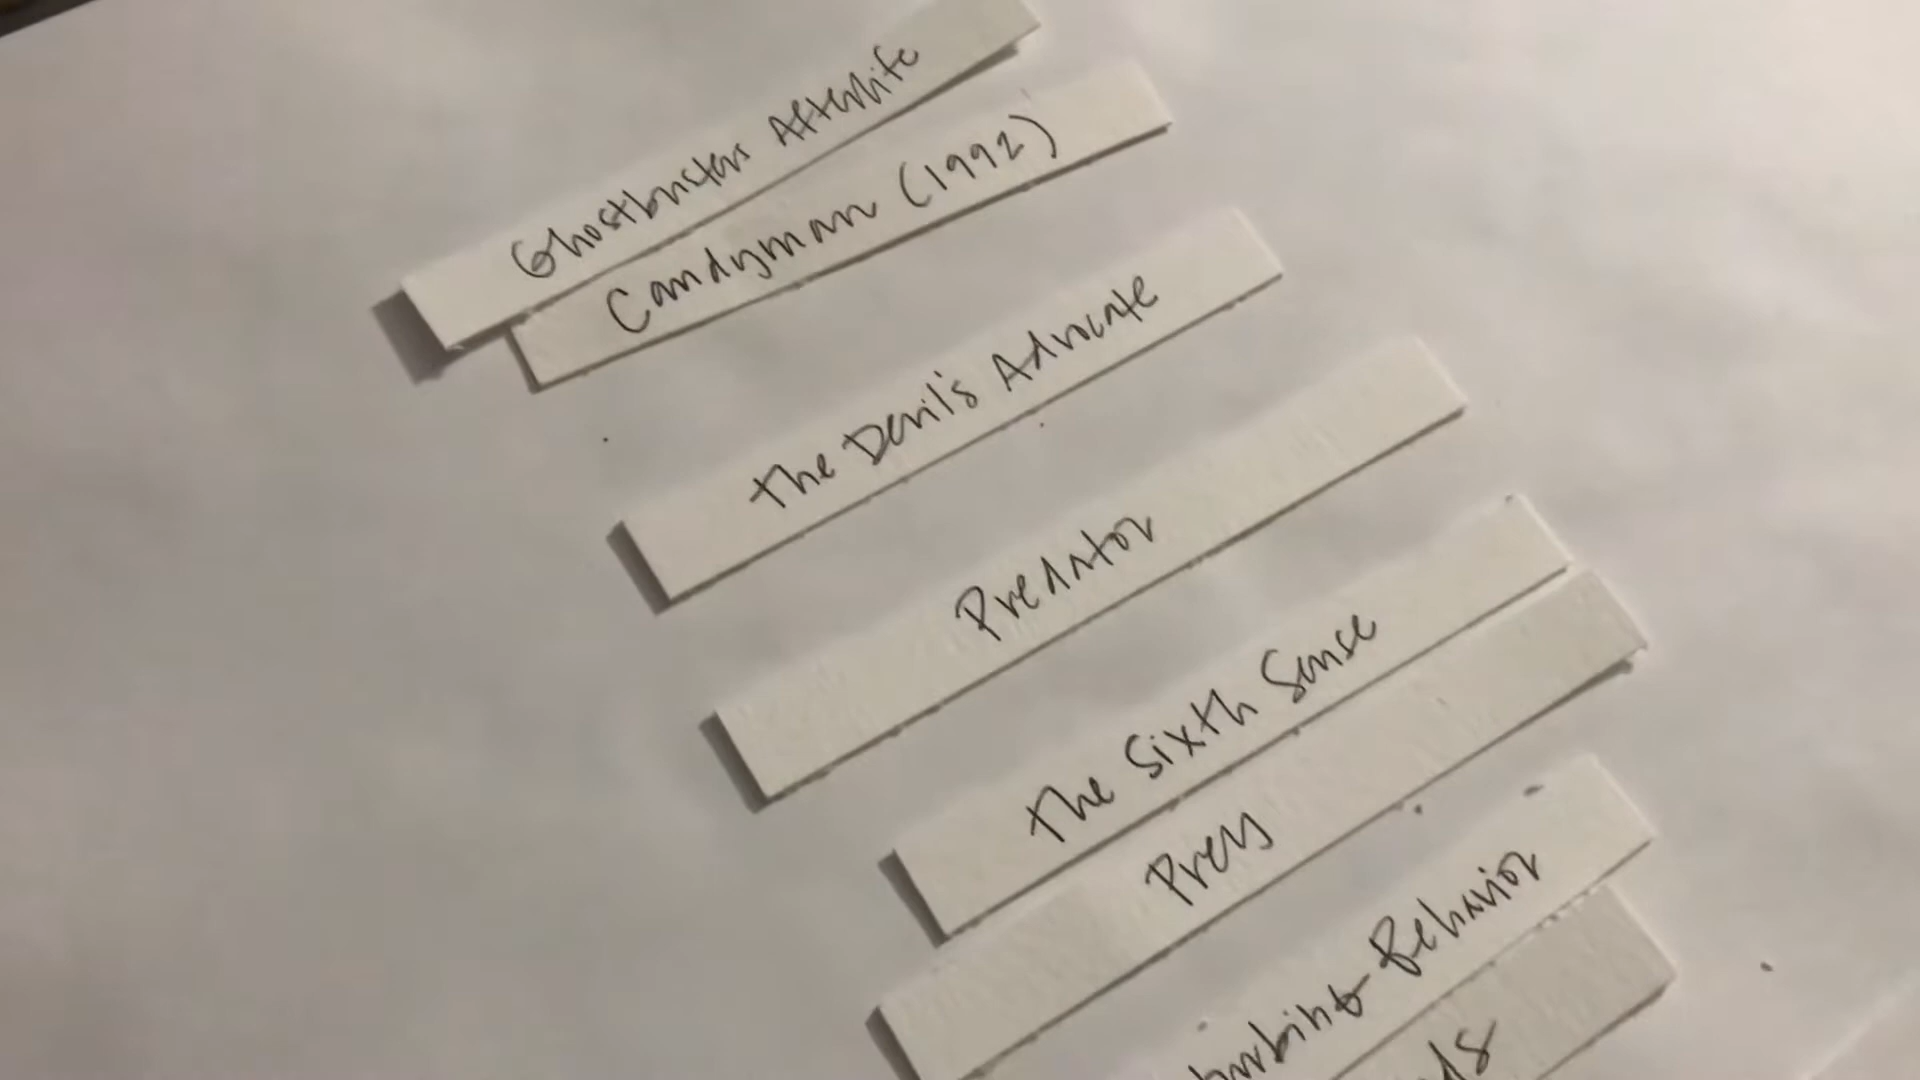 Ghostbusters Afterlife
Candyman (1992)
The Devil's Advocate
Predator
The Sixth Sense
Prey
Behavior